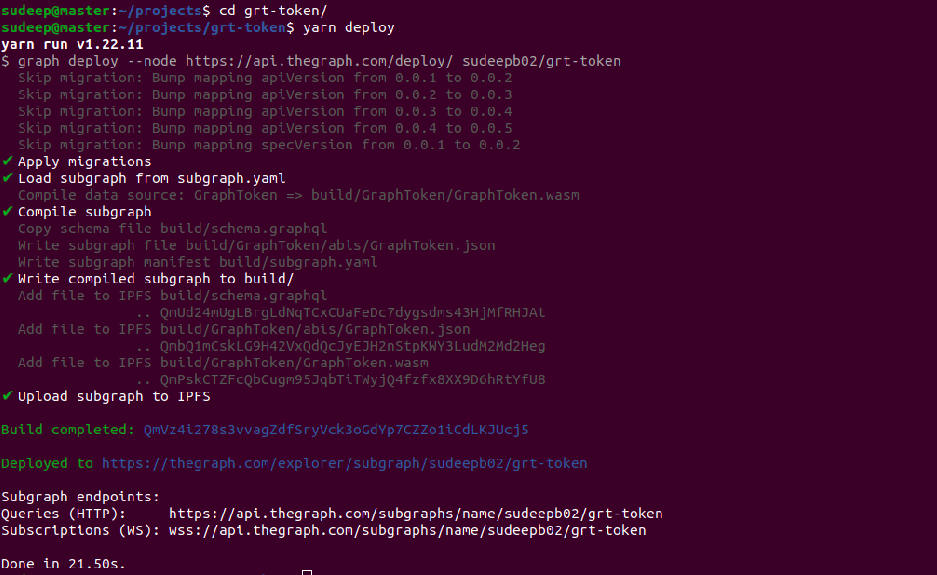 sudeep@master:~/projects$ cd grt-token/
sudeep@master:~/projects/grt-token$ yarn deploy
yarn run v1.22.11
$ graph deploy --node https://api.thegraph.com/deploy/ sudeepb02/grt-token
Skip migration: Bump mapping apiVersion from 0.0.1 to 0.0.2
Skip migration: Bump mapping apiVersion from 0.0.2 to 0.0.3
Skip migration: Bump mapping apiVersion from 0.0.3 to 0.0.4
Skip migration: Bump mapping apiVersion from 0.0.4 to 0.0.5
Skip migration: Bump mapping specVersion from 0.0.1 to 0.0.2
✔ Apply migrations
✔ Load subgraph from subgraph.yaml
Compile data source: GraphToken => build/GraphToken/GraphToken.wasm
✔ Compile subgraph
Copy schema file build/schema.graphql
Write subgraph file build/GraphToken/abis/GraphToken.json
Write subgraph manifest build/subgraph.yaml
✔ Write compiled subgraph to build/
Add file to IPFS build/schema.graphql
..
Add file to IPFS build/GraphToken/abis/GraphToken.json
..
Add file to IPFS build/GraphToken/GraphToken.wasm
..
✔ Upload subgraph to IPFS
Build completed:
Deployed to https://thegraph.com/explorer/subgraph/sudeepb02/grt-token
Subgraph endpoints:
Queries (HTTP): https://api.thegraph.com/subgraphs/name/sudeepb02/grt-token
Subscriptions (WS): wss://api.thegraph.com/subgraphs/name/sudeepb02/grt-token
Done in 21.50s.